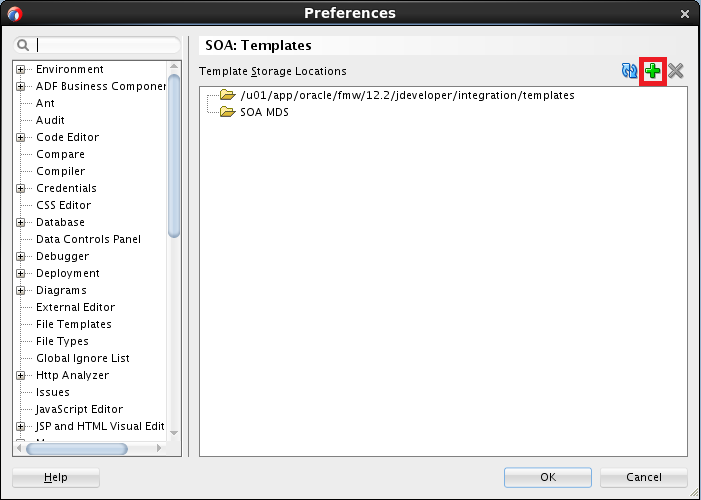 Preferences
SOA: Templates
Template Storage Locations
/u01/app/oracle/fmw/12.2/jdeveloper/integration/templates
SOA MDS
Environment
ADF Business Componer
Ant
Audit
Code Editor
Compare
Compiler
Credentials
CSS Editor
Database
Data Controls Panel
Debugger
Deployment
Diagrams
External Editor
File Templates
File Types
Global Ignore List
Http Analyzer
Issues
JavaScript Editor
JSP and HTML Visual Edit
Help
OK
Cancel